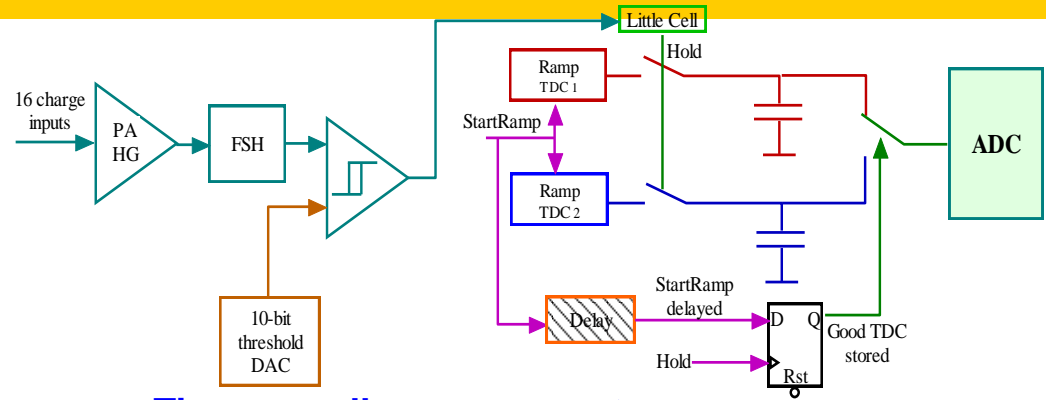 Little Cell
Hold
Ramp
TDC 1
16 charge
inputs
PA
HG
FSH
StartRamp
ADC
Ramp
TDC 2
StartRamp
delayed
10-bit
threshold
DAC
Delay
D Q
Good TDC
stored
Hold
Rst